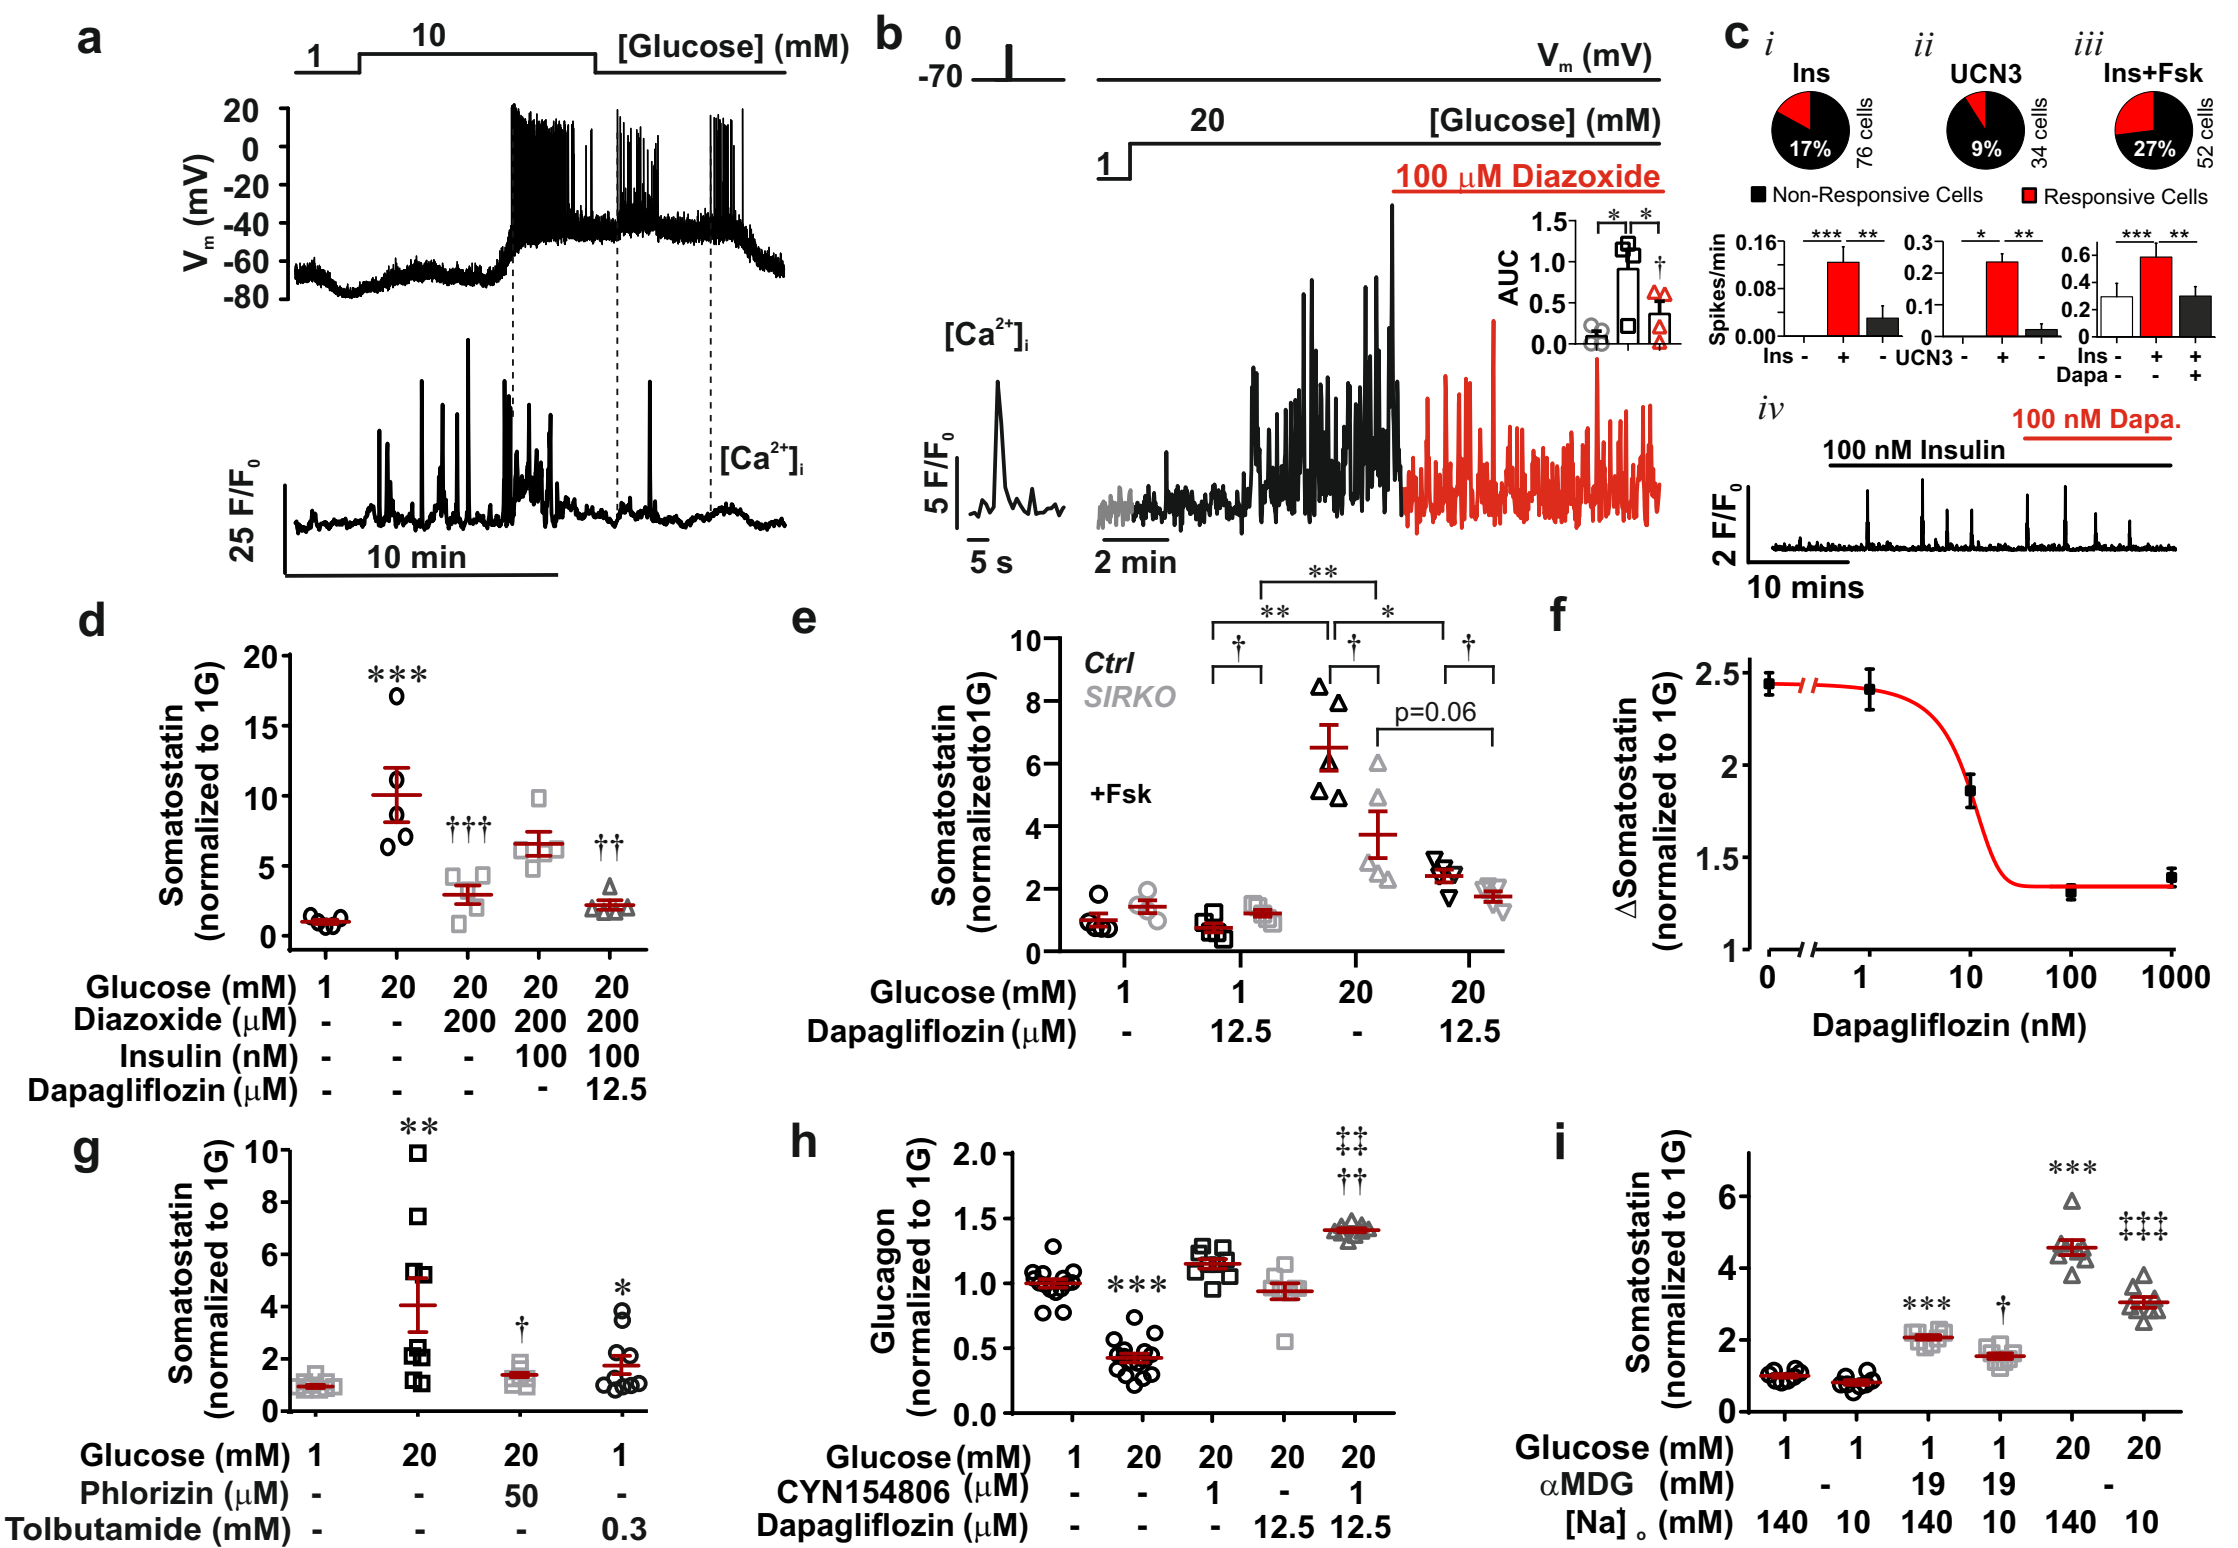 a
1
10
[Glucose] (mM)
20
0
-20
-40
-60
-80
Vm (mV)
25 F/F0
[Ca2+]i
10 min
b
0
-70
Vm (mV)
20
[Glucose] (mM)
1
100 μM Diazoxide
1.5
1.0
0.5
0.0
AUC
* *
†
[Ca2+]i
5 F/F0
5 s
2 min
c
i
ii
iii
Ins
UCN3
Ins+Fsk
17%
76 cells
9%
34 cells
27%
52 cells
Non-Responsive Cells
Responsive Cells
Spikes/min
0.16
0.08
0.00
*** **
Ins - + -
0.3
0.2
0.1
0
* **
UCN3 - + -
0.6
0.4
0.2
0
*** **
Ins - + +
Dapa - - +
iv
100 nM Dapa.
100 nM Insulin
2 F/F0
10 mins
d
Somatostatin
(normalized to 1G)
20
15
10
5
0
***
†††
††
Glucose (mM) 1 20 20 20 20
Diazoxide (μM) - - 200 200 200
Insulin (nM) - - - 100 100
Dapagliflozin (μM) - - - - 12.5
e
Somatostatin
(normalizedto1G)
10
8
6
4
2
0
Ctrl
SIRKO
+Fsk
**
** *
† † †
p=0.06
Glucose (mM) 1 1 20 20
Dapagliflozin (μM) - 12.5 - 12.5
f
ΔSomatostatin
(normalized to 1G)
2.5
2
1.5
1
0 1 10 100 1000
Dapagliflozin (nM)
g
Somatostatin
(normalized to 1G)
10
8
6
4
2
0
**
†
*
Glucose (mM) 1 20 20 1
Phlorizin (μM) - - 50 -
Tolbutamide (mM) - - - 0.3
h
Glucagon
(normalized to 1G)
2.0
1.5
1.0
0.5
0.0
***
‡‡
‡‡
††
Glucose (mM) 1 20 20 20 20
CYN154806 (μM) - - 1 - 1
Dapagliflozin (μM) - - - 12.5 12.5
i
Somatostatin
(normalized to 1G)
6
4
2
0
***
†
***
‡‡‡
Glucose (mM) 1 1 1 1 20 20
αMDG (mM) - 19 19 -
[Na+]o (mM) 140 10 140 10 140 10